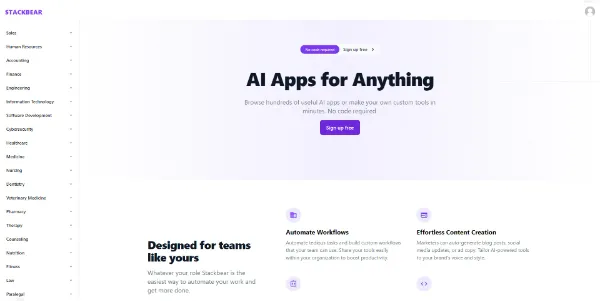 STACKBEAR
Sales
Human Resources
Accounting
Finance
Engineering
Information Technology
Software Development
Cybersecurity
Healthcare
Medicine
Nursing
Dentistry
Veterinary Medicine
Pharmacy
Therapy
Counseling
Nutrition
Fitness
Law
Paralegal
No code required
Sign up free
AI Apps for Anything
Browse hundreds of useful AI apps or make your own custom tools in
minutes. No code required
Sign up free
Designed for teams
like yours
Whatever your role Stackbear is the
easiest way to automate your work and
get more done.
Automate Workflows
Automate tedious tasks and build custom workflows
that your team can use. Share your tools easily
within your organization to boost productivity.
Effortless Content Creation
Marketers can auto-generate blog posts, social
media updates, or ad copy. Tailor AI-powered tools
to your brand's voice and style.